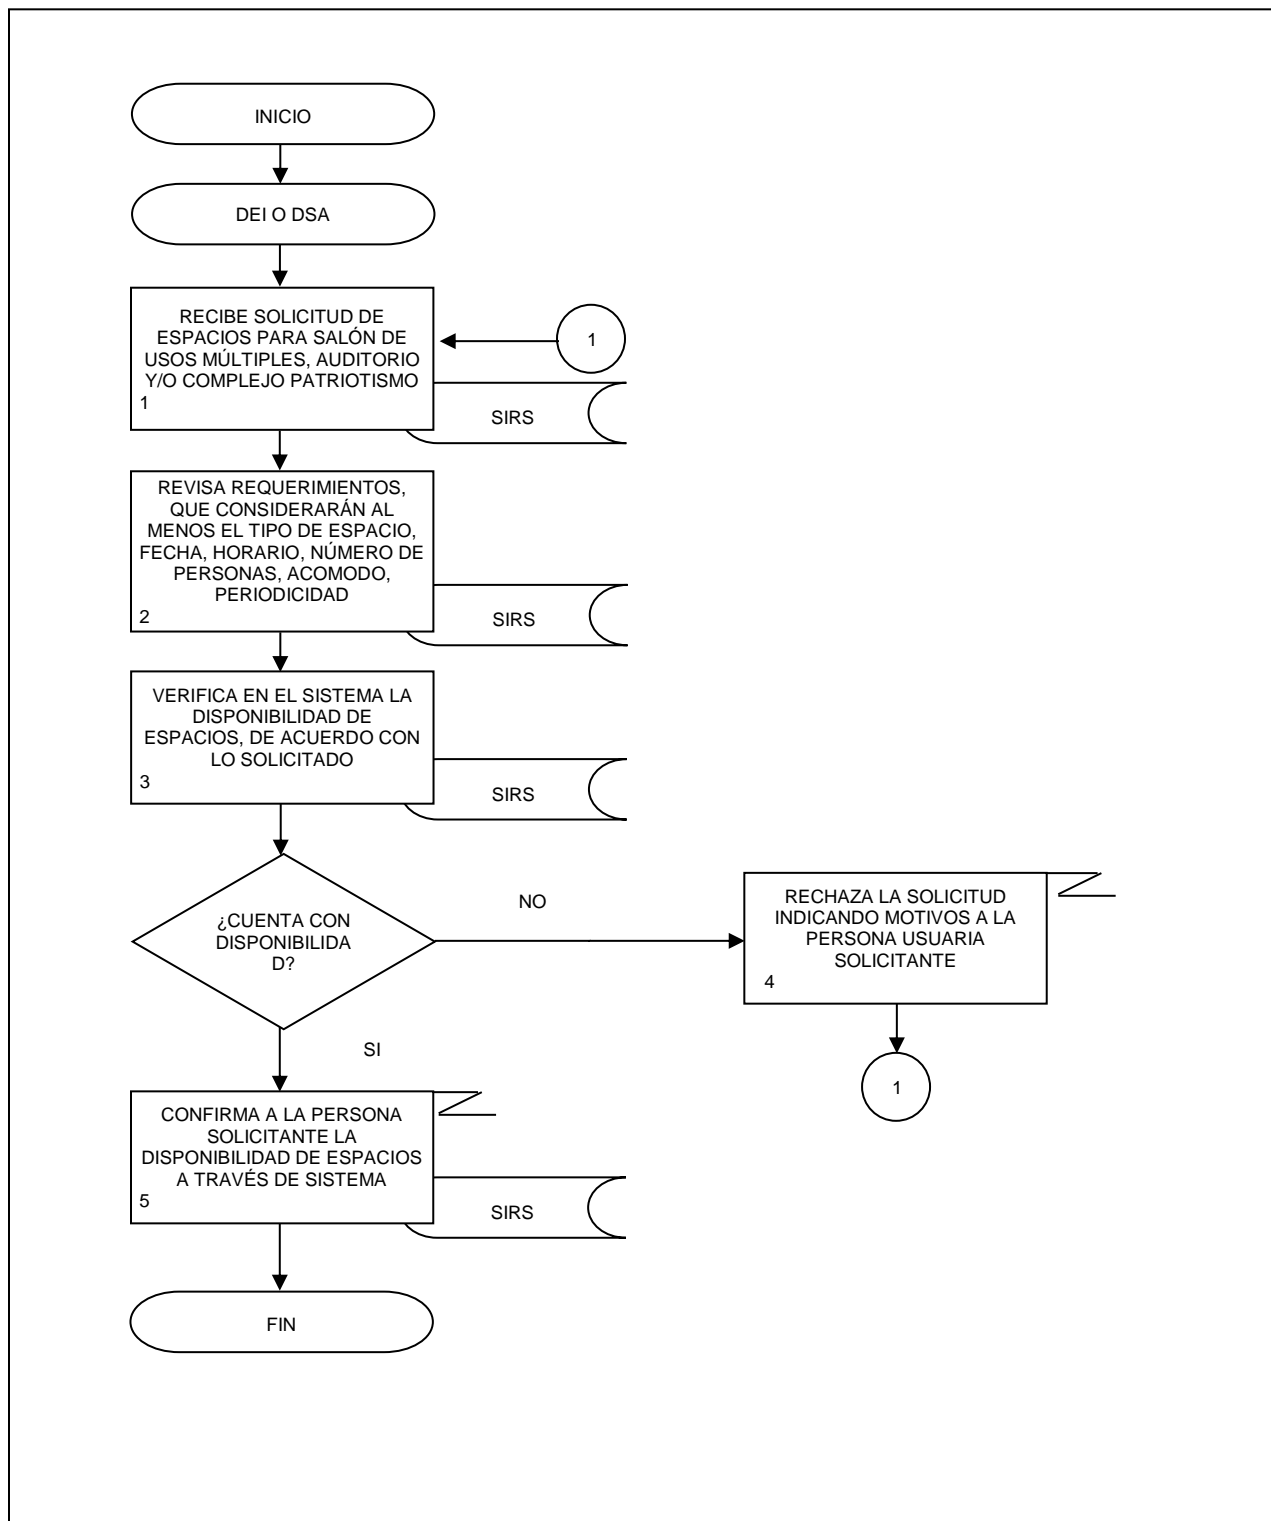 INICIO
DEI O DSA
RECIBE SOLICITUD DE
ESPACIOS PARA SALÓN DE
USOS MÚLTIPLES, AUDITORIO
Y/O COMPLEJO PATRIOTISMO
1
1
SIRS
REVISA REQUERIMIENTOS,
QUE CONSIDERARÁN AL
MENOS EL TIPO DE ESPACIO,
FECHA, HORARIO, NÚMERO DE
PERSONAS, ACOMODO,
PERIODICIDAD
2
SIRS
VERIFICA EN EL SISTEMA LA
DISPONIBILIDAD DE
ESPACIOS, DE ACUERDO CON
LO SOLICITADO
3
SIRS
¿CUENTA CON
DISPONIBILIDA
D?
NO
RECHAZA LA SOLICITUD
INDICANDO MOTIVOS A LA
PERSONA USUARIA
SOLICITANTE
4
1
SI
CONFIRMA A LA PERSONA
SOLICITANTE LA
DISPONIBILIDAD DE ESPACIOS
A TRAVÉS DE SISTEMA
5
SIRS
FIN